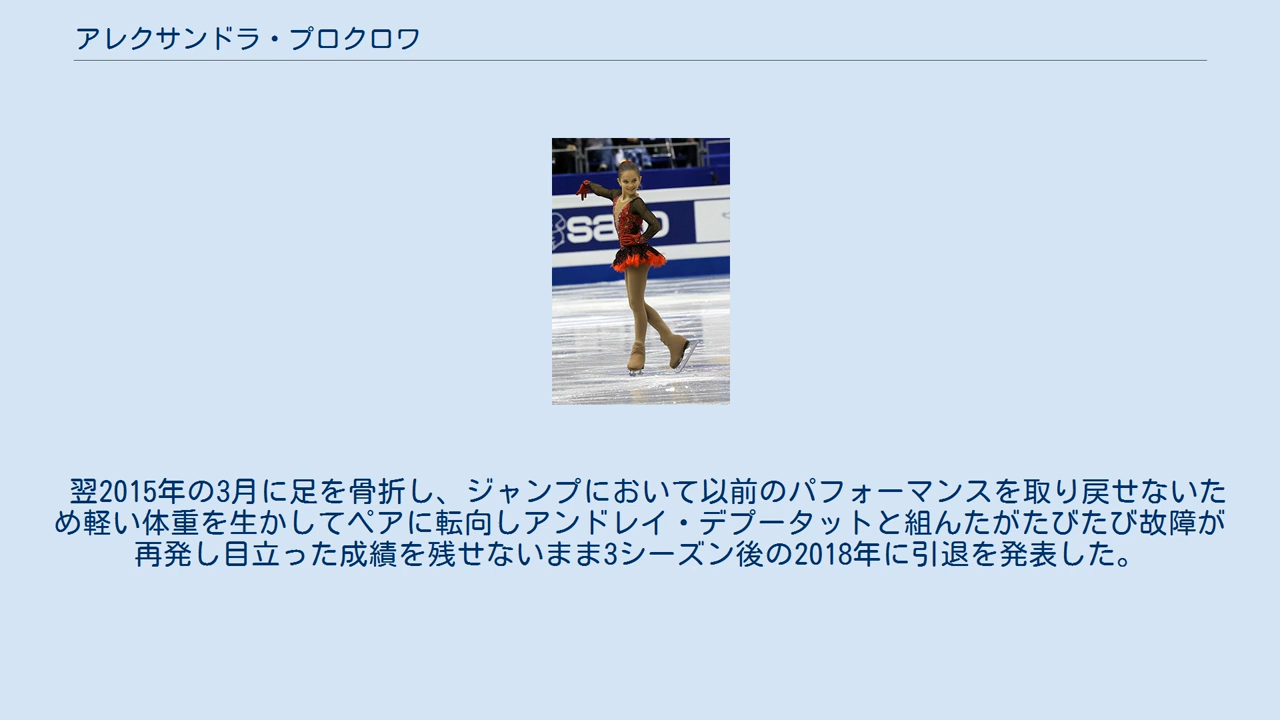 アレクサンドラ・プロクロワ
翌2015年の3月に足を骨折し、ジャンプにおいて以前のパフォーマンスを取り戻せないた
め軽い体重を生かしてペアに転向しアンドレイ・デプータットと組んだがたびたび故障が
再発し目立った成績を残せないまま3シーズン後の2018年に引退を発表した。